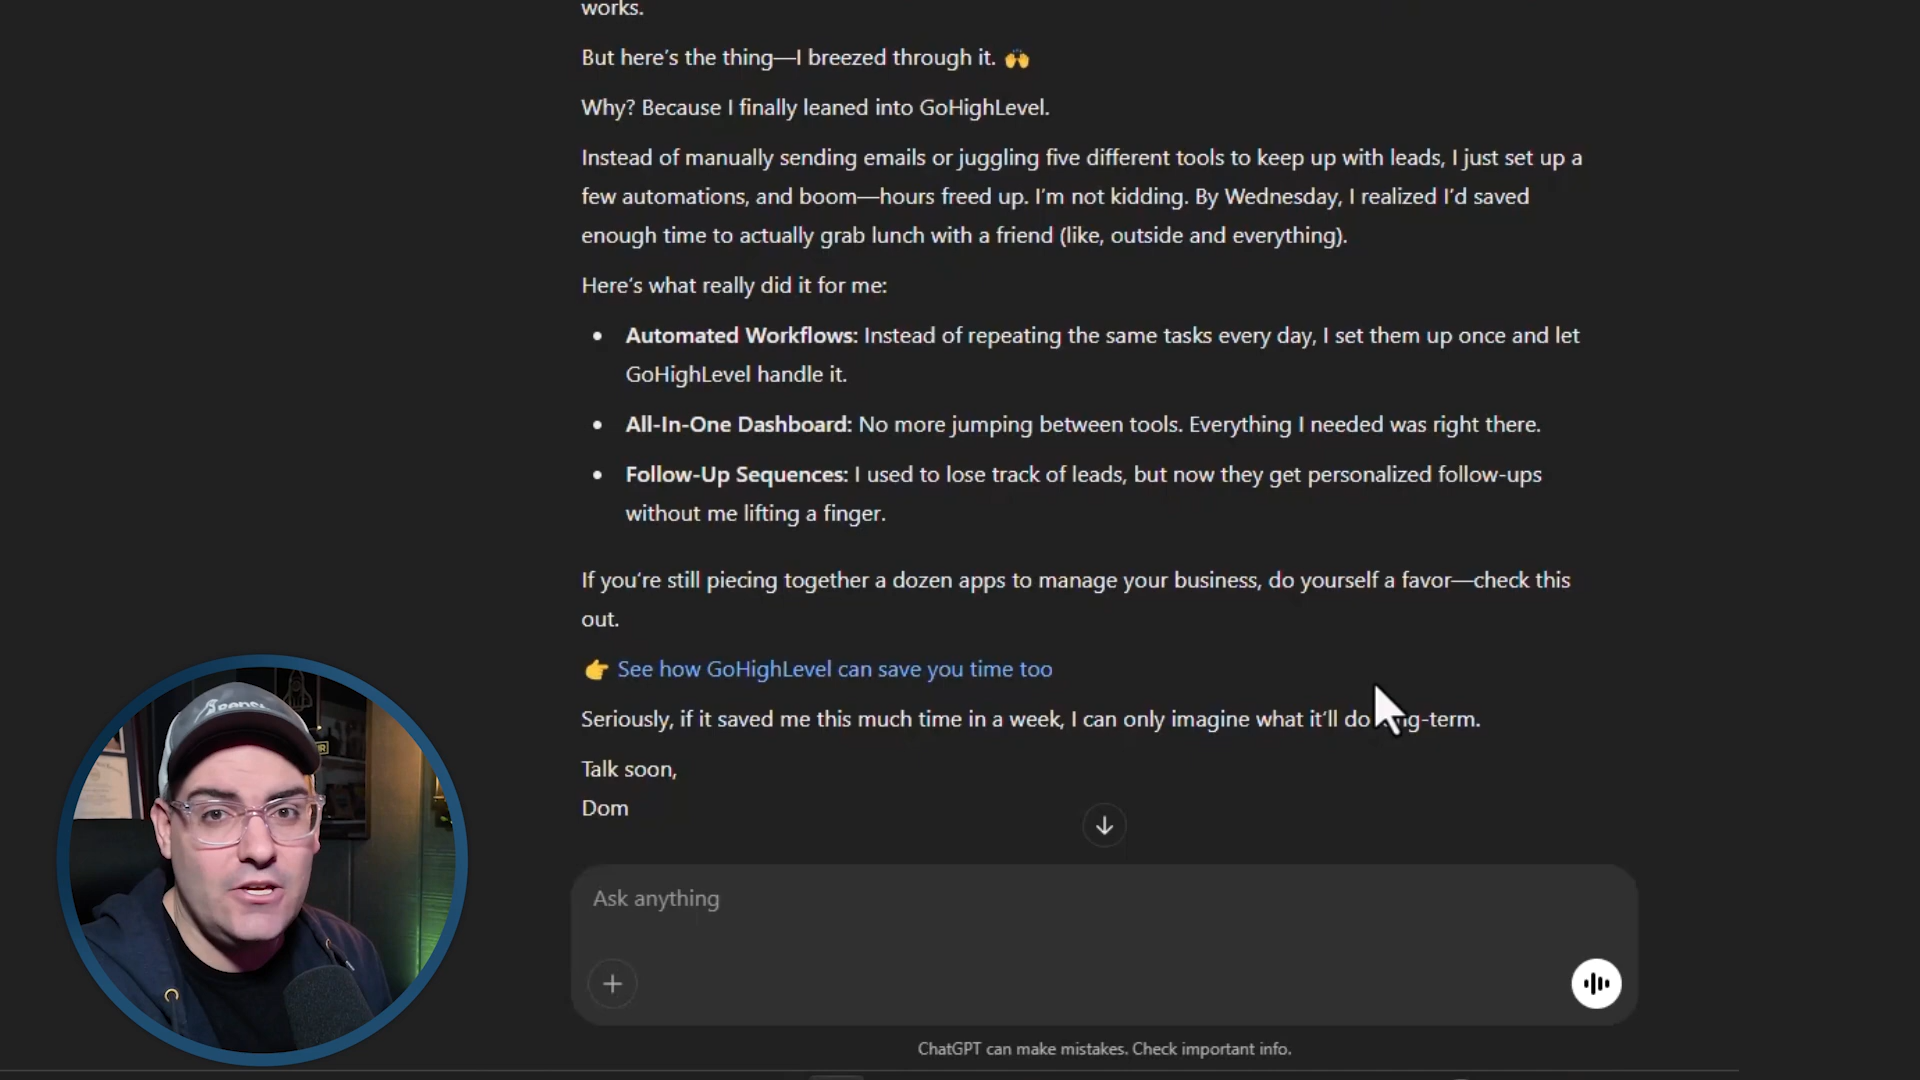 works.
But here's the thing—I breezed through it. 🙌
Why? Because I finally leaned into GoHighLevel.
Instead of manually sending emails or juggling five different tools to keep up with leads, I just set up a
few automations, and boom—hours freed up. I'm not kidding. By Wednesday, I realized I'd saved
enough time to actually grab lunch with a friend (like, outside and everything).
Here's what really did it for me:
• Automated Workflows: Instead of repeating the same tasks every day, I set them up once and let
GoHighLevel handle it.
• All-In-One Dashboard: No more jumping between tools. Everything I needed was right there.
• Follow-Up Sequences: I used to lose track of leads, but now they get personalized follow-ups
without me lifting a finger.
If you're still piecing together a dozen apps to manage your business, do yourself a favor—check this
out.
👉 See how GoHighLevel can save you time too
Seriously, if it saved me this much time in a week, I can only imagine what it'll do ng-term.
Talk soon,
Dom
Ask anything
ChatGPT can make mistakes. Check important info.